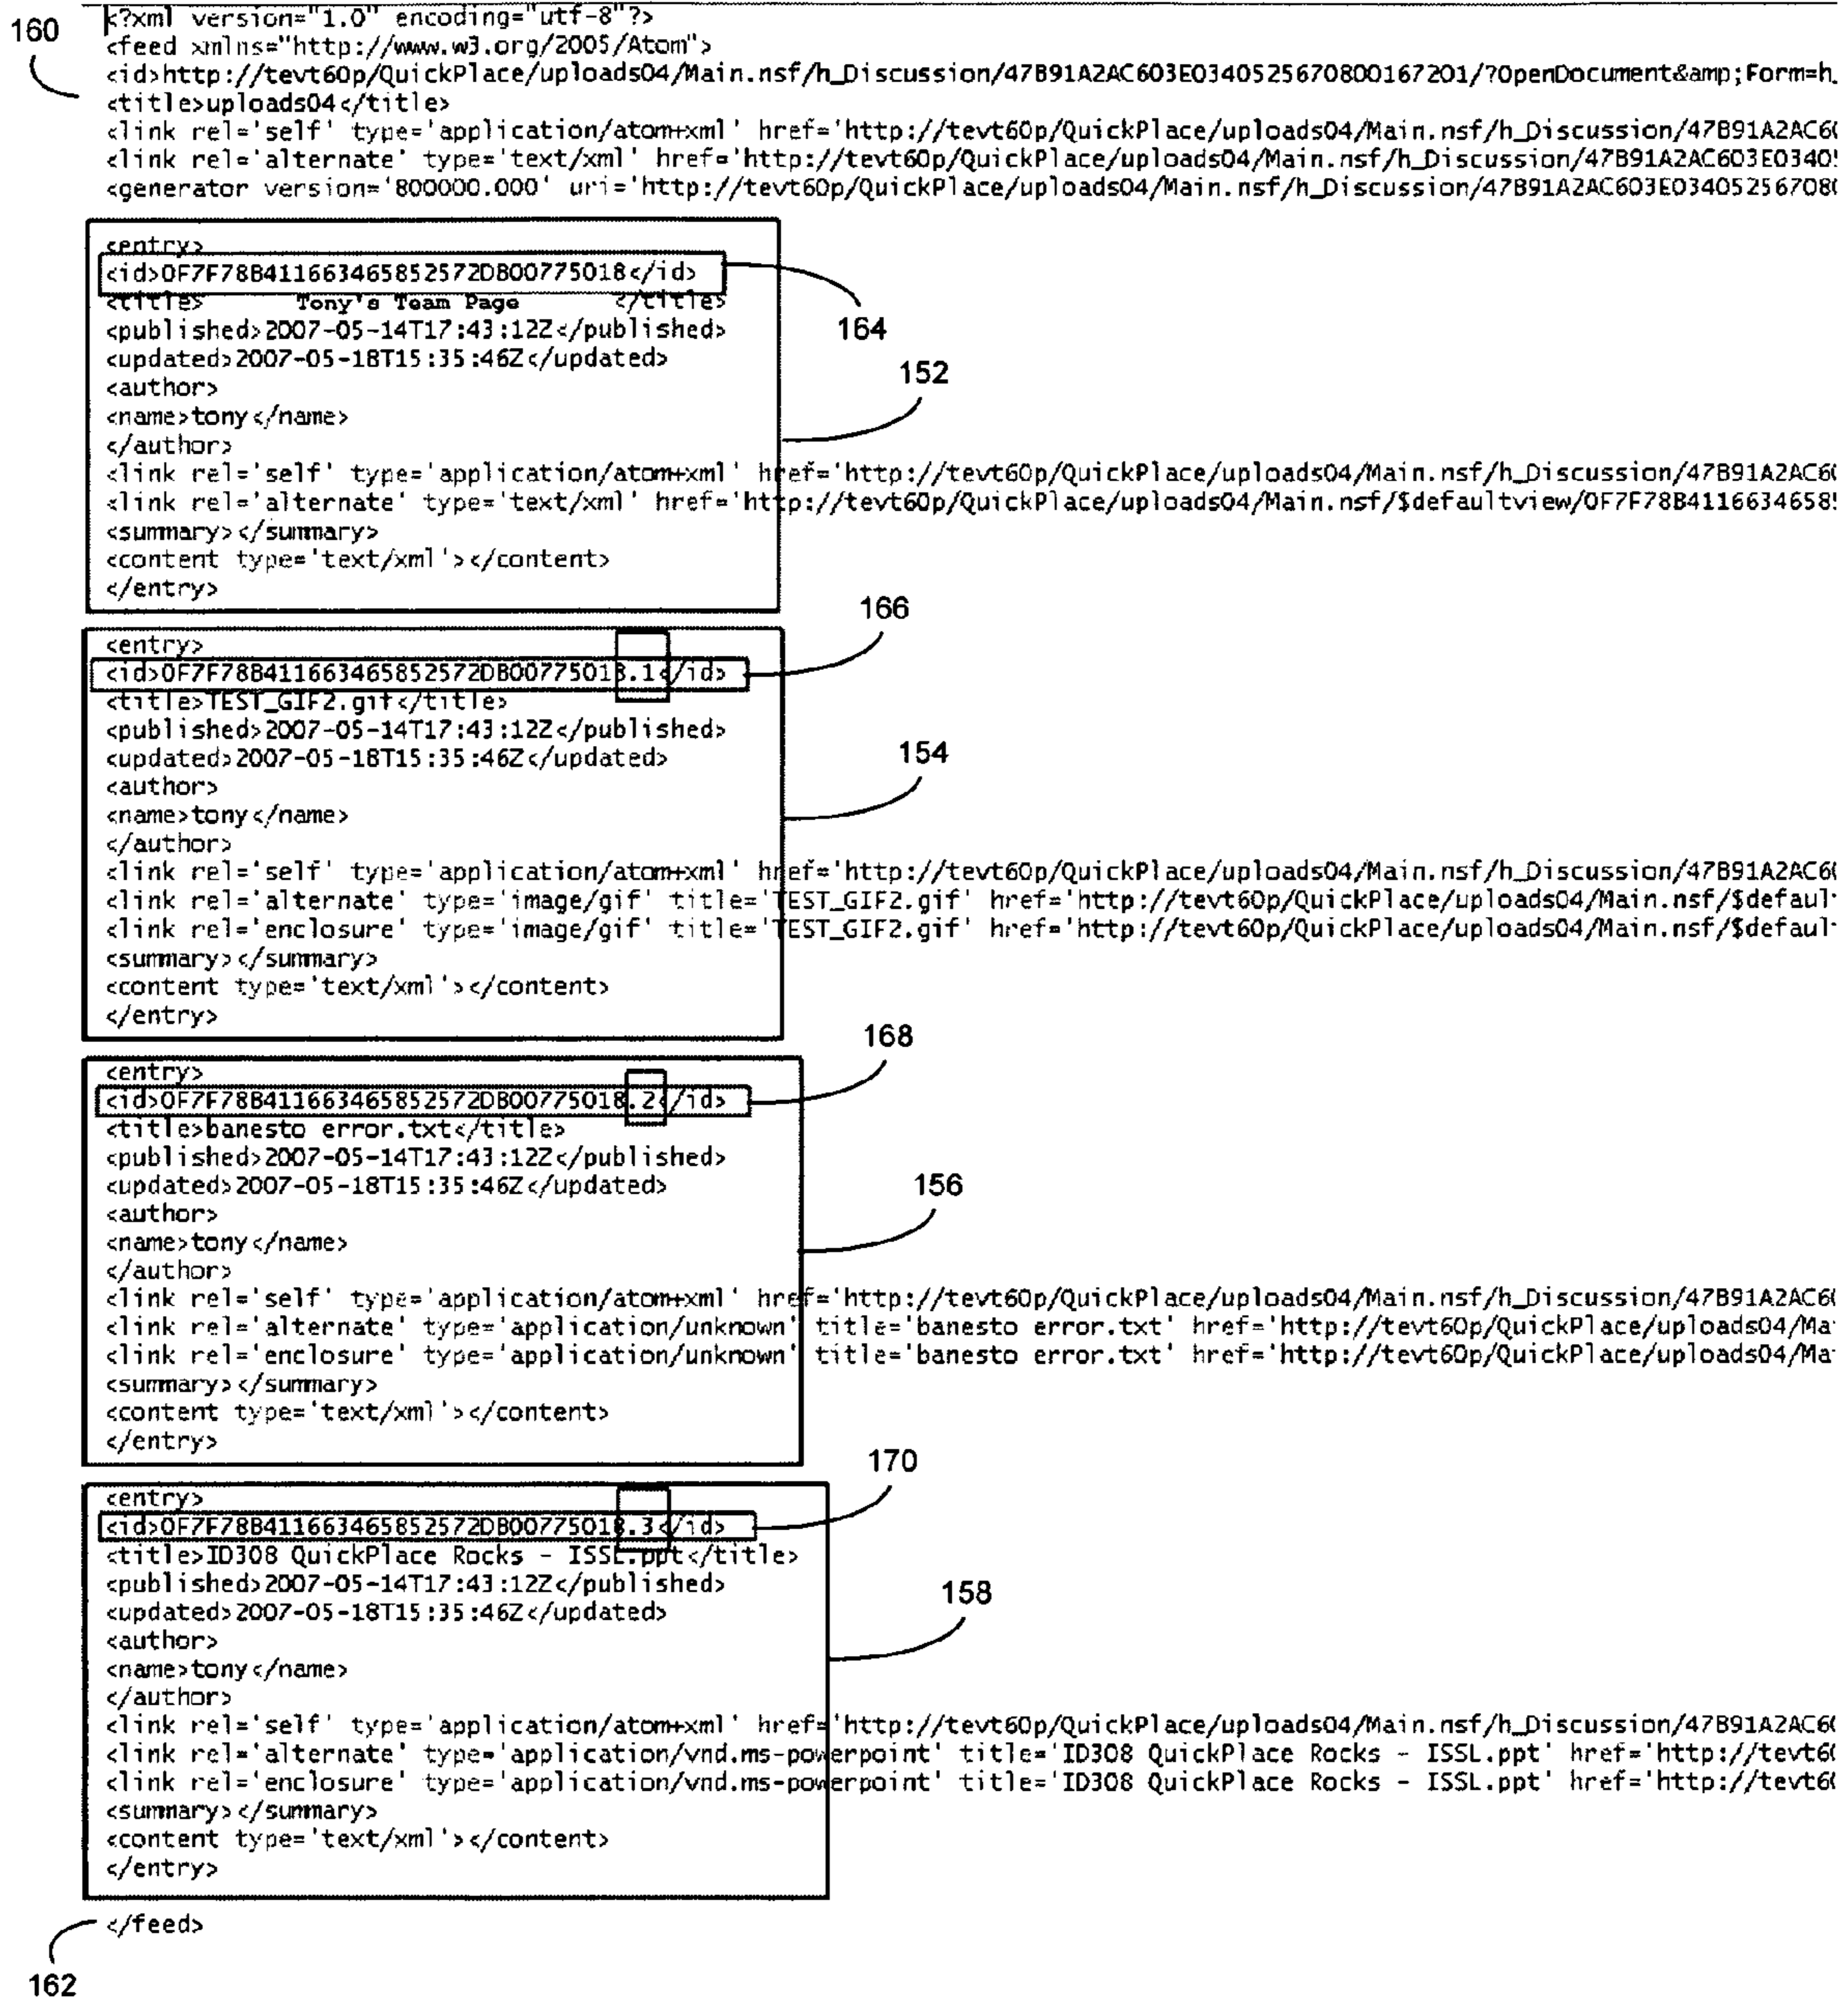 160
<?xml version="1.0" encoding="utf-8"?>
<feed xmlns="http://www.w3.org/2005/Atom">
<id>http://tevt60p/QuickPlace/uploads04/Main.nsf/h_Discussion/47B91A2AC603E0340525670800167201/?OpenDocument&amp;Form=h_
<title>uploads04</title>
<link rel='self' type='application/atom+xml' href='http://tevt60p/QuickPlace/uploads04/Main.nsf/h_Discussion/47B91A2AC60
<link rel='alternate' type='text/xml' href='http://tevt60p/QuickPlace/uploads04/Main.nsf/h_Discussion/47B91A2AC603E0340
<generator version='800000.000' uri='http://tevt60p/QuickPlace/uploads04/Main.nsf/h_Discussion/47B91A2AC603E034052567080
<entry>
<id>0F7F78B411663465852572DB00775018</id>
164
<title> Tony's Team Page </title>
<published>2007-05-14T17:43:12Z</published>
<updated>2007-05-18T15:35:46Z</updated>
152
<author>
<name>tony</name>
</author>
<link rel='self' type='application/atom+xml' href='http://tevt60p/QuickPlace/uploads04/Main.nsf/h_Discussion/47B91A2AC60
<link rel='alternate' type='text/xml' href='http://tevt60p/QuickPlace/uploads04/Main.nsf/$defaultview/0F7F78B4116634658
<summary></summary>
<content type='text/xml'></content>
</entry>
166
<entry>
<id>0F7F78B411663465852572DB00775018.1</id>
<title>TEST_GIF2.gif</title>
<published>2007-05-14T17:43:12Z</published>
<updated>2007-05-18T15:35:46Z</updated>
154
<author>
<name>tony</name>
</author>
<link rel='self' type='application/atom+xml' href='http://tevt60p/QuickPlace/uploads04/Main.nsf/h_Discussion/47B91A2AC60
<link rel='alternate' type='image/gif' title='TEST_GIF2.gif' href='http://tevt60p/QuickPlace/uploads04/Main.nsf/$defaul
<link rel='enclosure' type='image/gif' title='TEST_GIF2.gif' href='http://tevt60p/QuickPlace/uploads04/Main.nsf/$defaul
<summary></summary>
<content type='text/xml'></content>
</entry>
168
<entry>
<id>0F7F78B411663465852572DB00775018.2</id>
<title>banesto error.txt</title>
<published>2007-05-14T17:43:12Z</published>
<updated>2007-05-18T15:35:46Z</updated>
156
<author>
<name>tony</name>
</author>
<link rel='self' type='application/atom+xml' href='http://tevt60p/QuickPlace/uploads04/Main.nsf/h_Discussion/47B91A2AC60
<link rel='alternate' type='application/unknown' title='banesto error.txt' href='http://tevt60p/QuickPlace/uploads04/Ma
<link rel='enclosure' type='application/unknown' title='banesto error.txt' href='http://tevt60p/QuickPlace/uploads04/Ma
<summary></summary>
<content type='text/xml'></content>
</entry>
170
<entry>
<id>0F7F78B411663465852572DB00775018.3</id>
<title>ID308 QuickPlace Rocks - ISSL.ppt</title>
<published>2007-05-14T17:43:12Z</published>
<updated>2007-05-18T15:35:46Z</updated>
158
<author>
<name>tony</name>
</author>
<link rel='self' type='application/atom+xml' href='http://tevt60p/QuickPlace/uploads04/Main.nsf/h_Discussion/47B91A2AC60
<link rel='alternate' type='application/vnd.ms-powerpoint' title='ID308 QuickPlace Rocks - ISSL.ppt' href='http://tevt60
<link rel='enclosure' type='application/vnd.ms-powerpoint' title='ID308 QuickPlace Rocks - ISSL.ppt' href='http://tevt60
<summary></summary>
<content type='text/xml'></content>
</entry>
</feed>
162